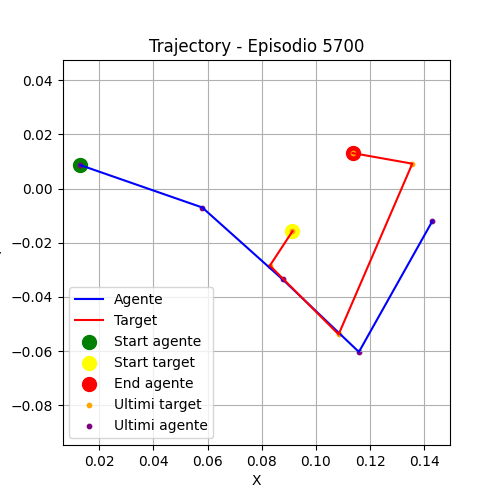 Trajectory - Episodio 5700
0.04
0.02
0.00
−0.02
−0.04
−0.06
−0.08
Agente
Target
Start agente
Start target
End agente
Ultimi target
Ultimi agente
0.02 0.04 0.06 0.08 0.10 0.12 0.14
X